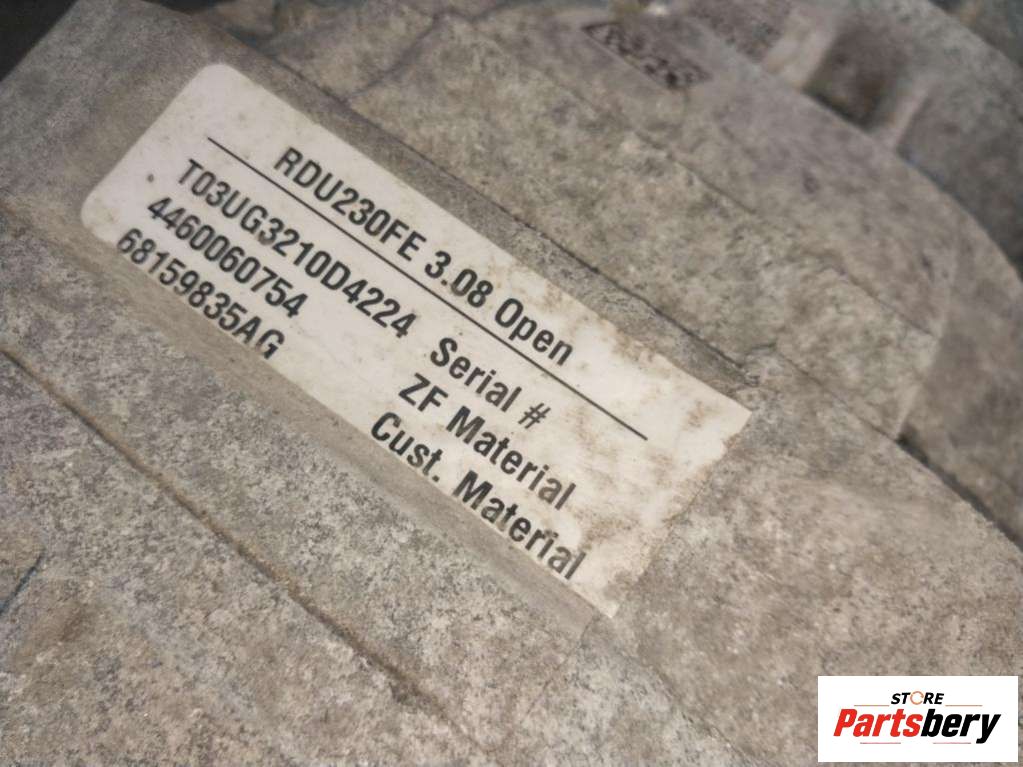 RDU230FE 3.08 Open
T03UG3210D4224 Serial #
4460060754 ZF Material
68159835AG Cust. Material
STORE
Partsbery